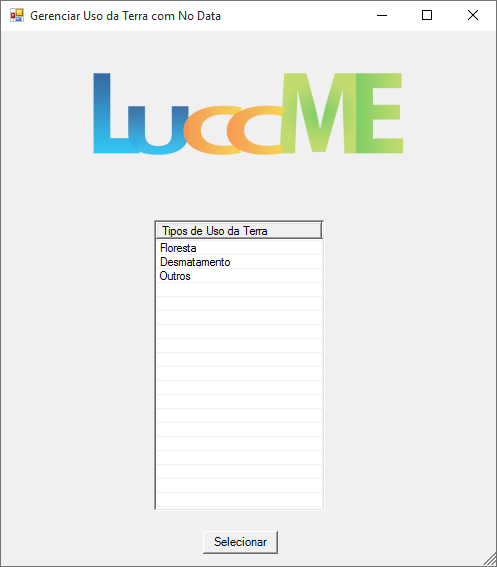 Gerenciar Uso da Terra com No Data
LuccME
Tipos de Uso da Terra
Floresta
Desmatamento
Outros
Selecionar